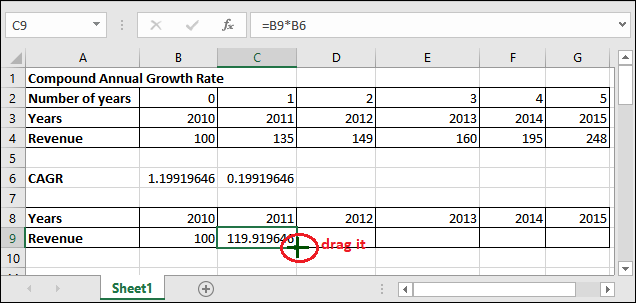 C9 fx =B9*B6
A B C D E F G
1 Compound Annual Growth Rate
2 Number of years 0 1 2 3 4 5
3 Years 2010 2011 2012 2013 2014 2015
4 Revenue 100 135 149 160 195 248
5
6 CAGR 1.19919646 0.19919646
7
8 Years 2010 2011 2012 2013 2014 2015
9 Revenue 100 119.919646 drag it
10
Sheet1